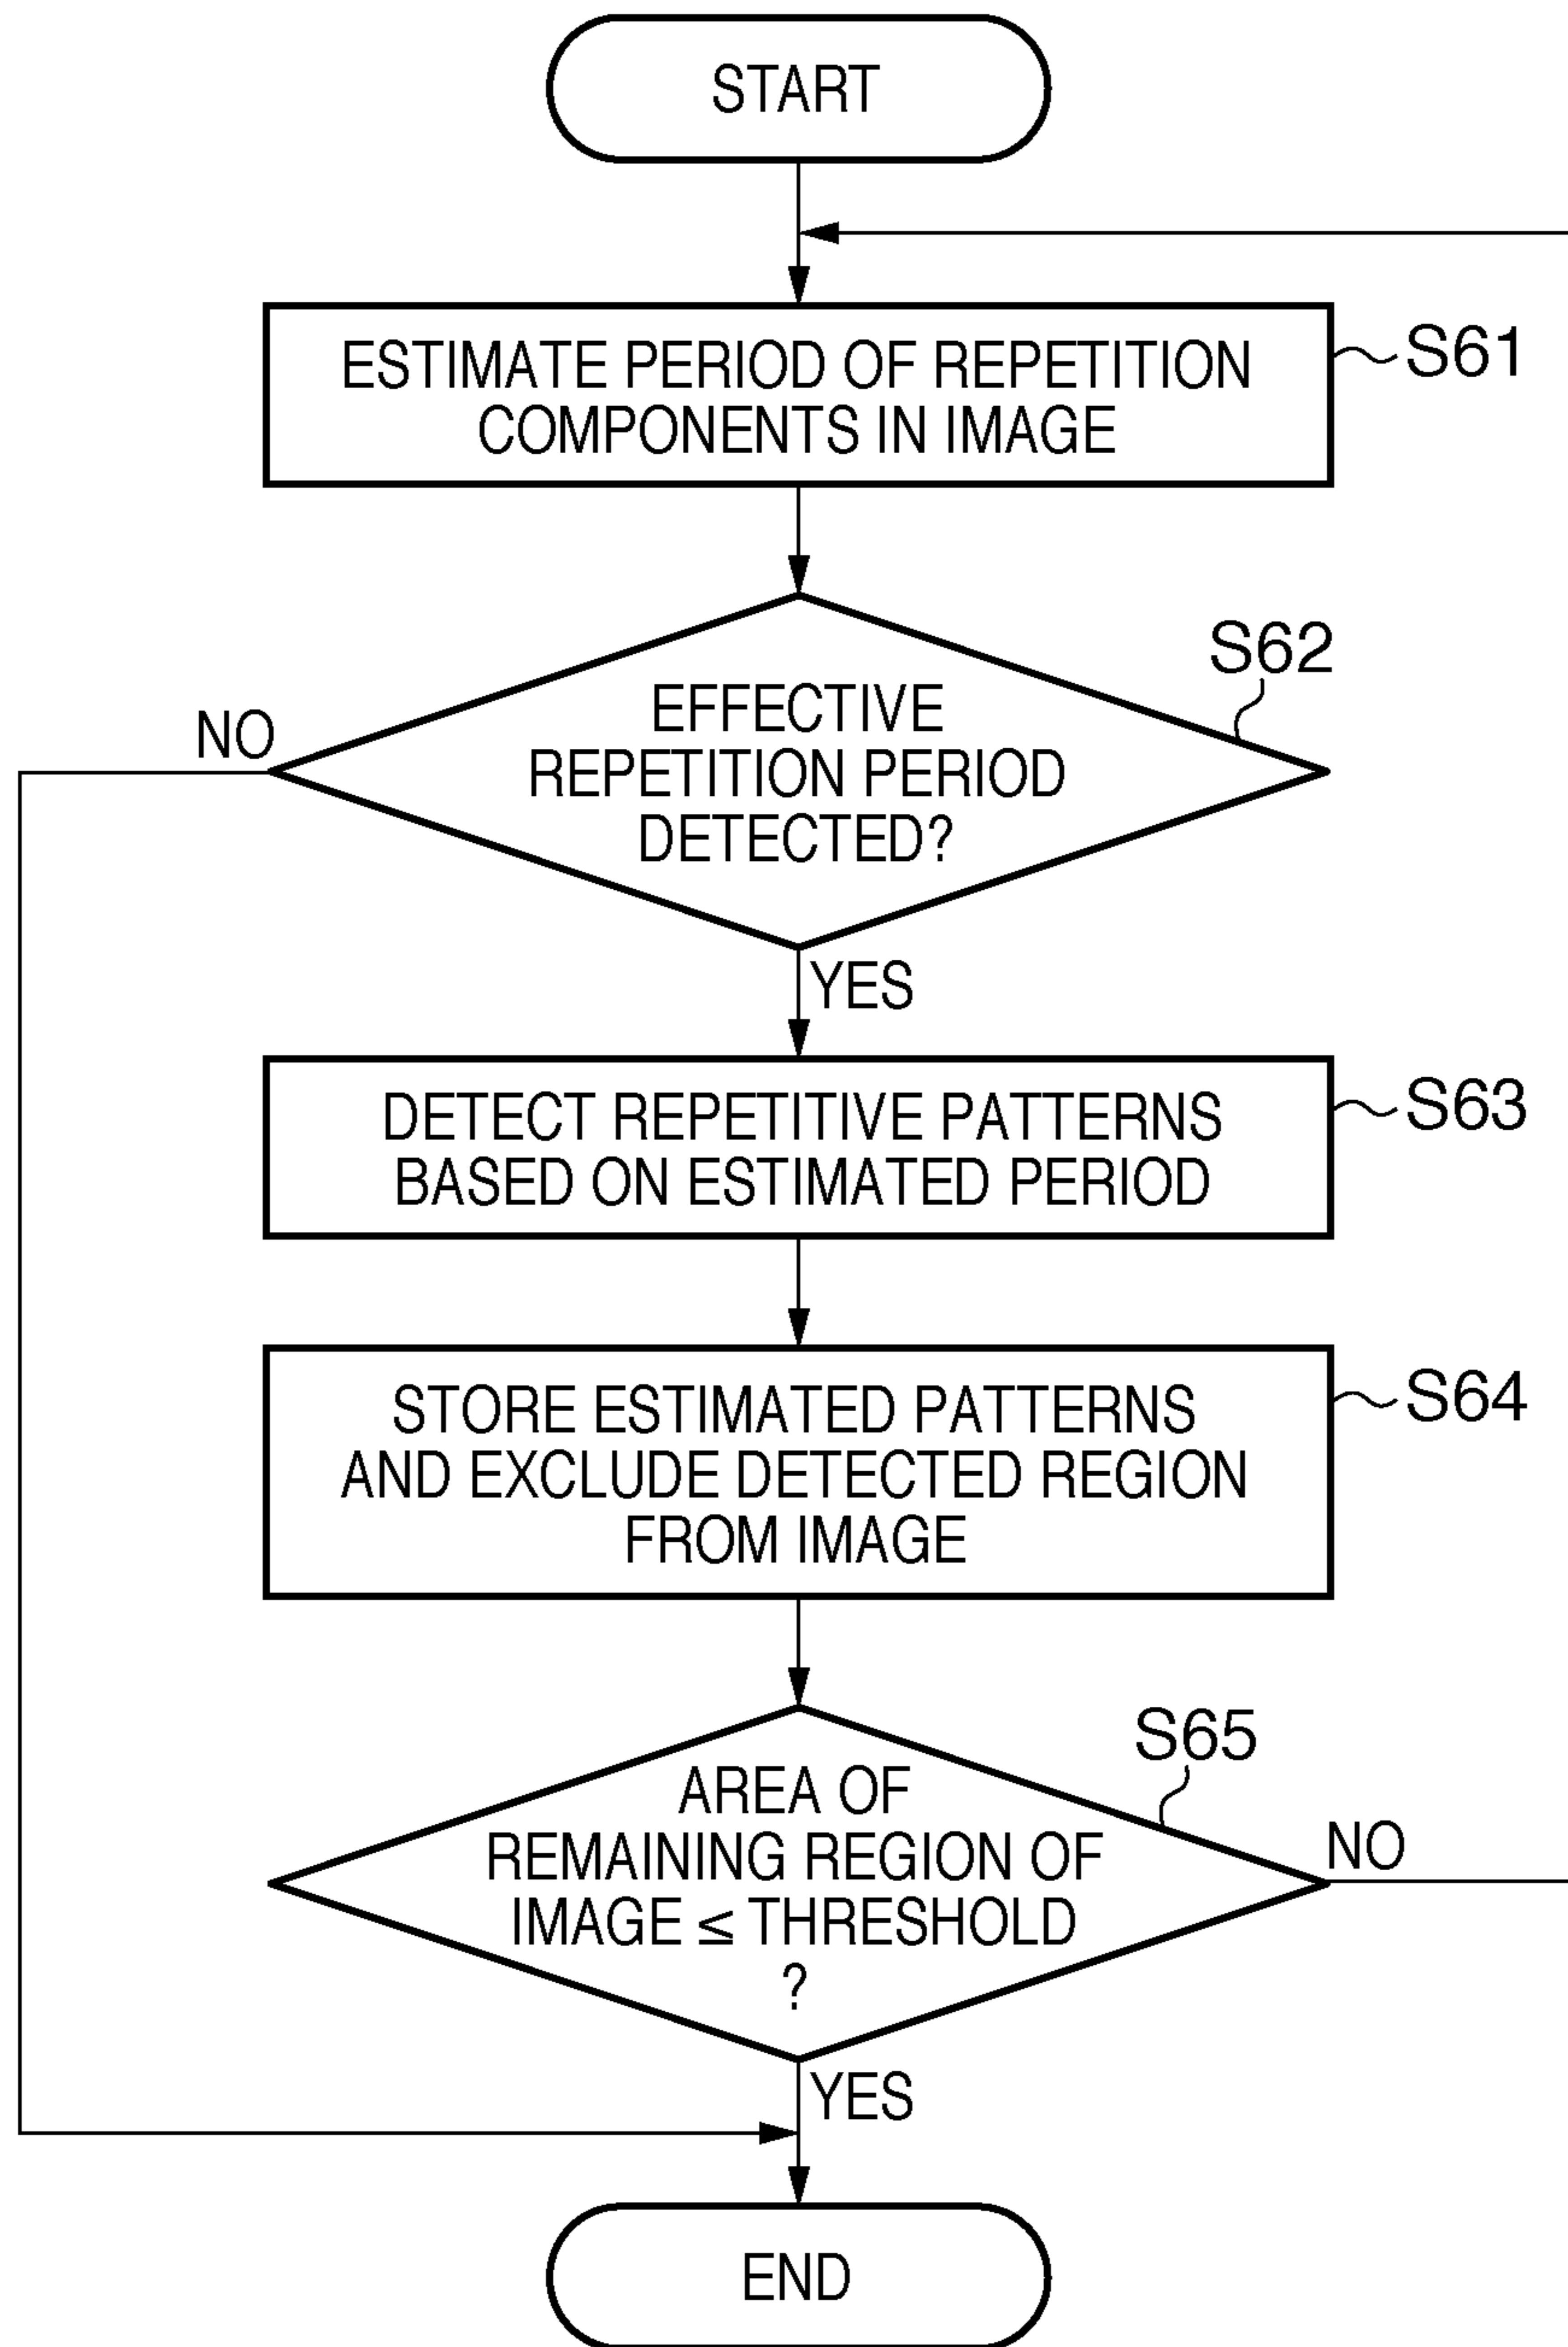 START
ESTIMATE PERIOD OF REPETITION
COMPONENTS IN IMAGE
S61
S62
EFFECTIVE
REPETITION PERIOD
DETECTED?
NO
YES
DETECT REPETITIVE PATTERNS
BASED ON ESTIMATED PERIOD
S63
STORE ESTIMATED PATTERNS
AND EXCLUDE DETECTED REGION
FROM IMAGE
S64
S65
AREA OF
REMAINING REGION OF
IMAGE ≤ THRESHOLD
?
NO
YES
END